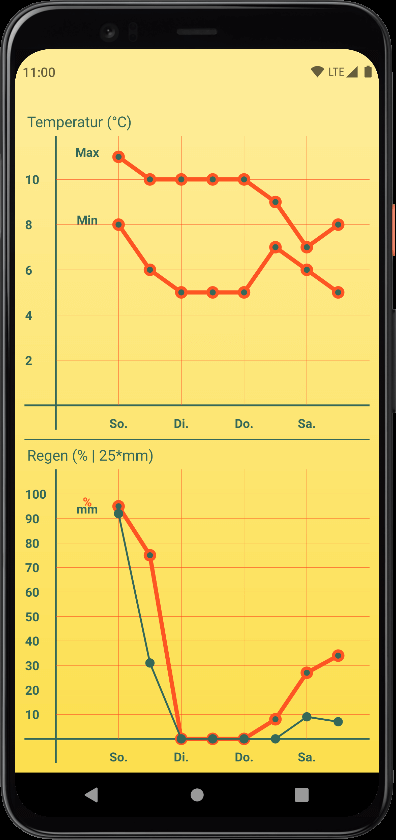 11:00 LTE
Temperatur (°C)
Max
10
Min
8
6
4
2
So. Di. Do. Sa.
Regen (% | 25*mm)
100
%
mm
90
80
70
60
50
40
30
20
10
So. Di. Do. Sa.